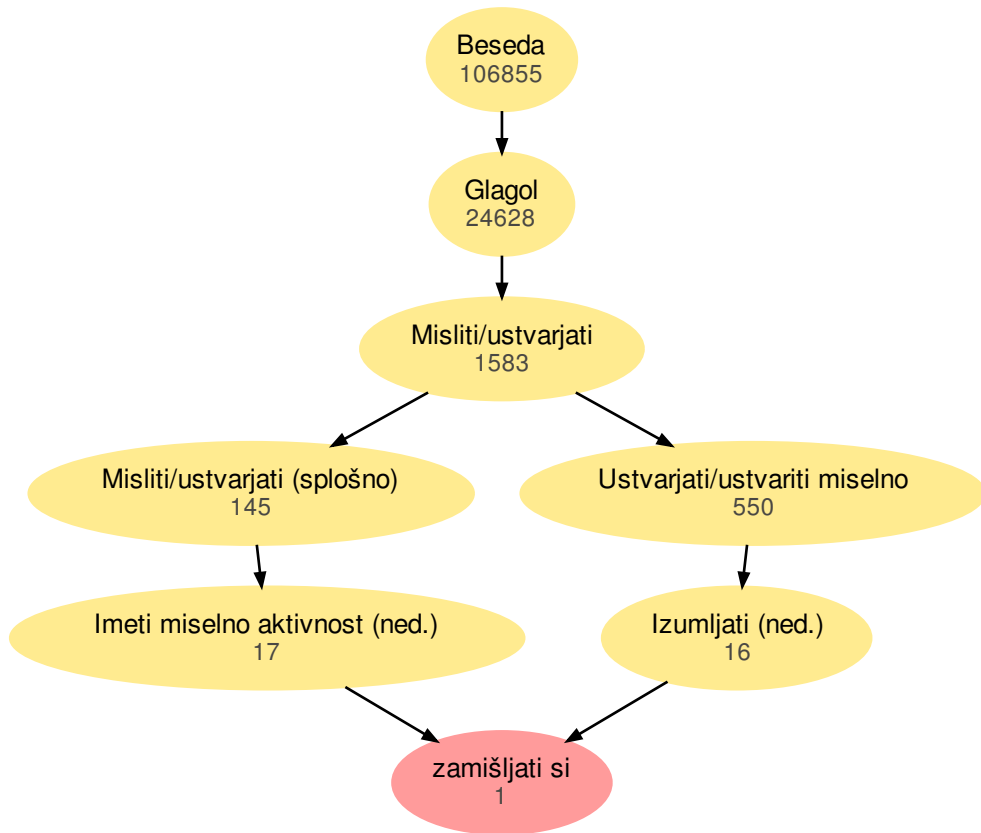 Beseda
106855
Glagol
24628
Misliti/ustvarjati
1583
Misliti/ustvarjati (splošno)
145
Ustvarjati/ustvariti miselno
550
Imeti miselno aktivnost (ned.)
17
Izumljati (ned.)
16
zamišljati si
1